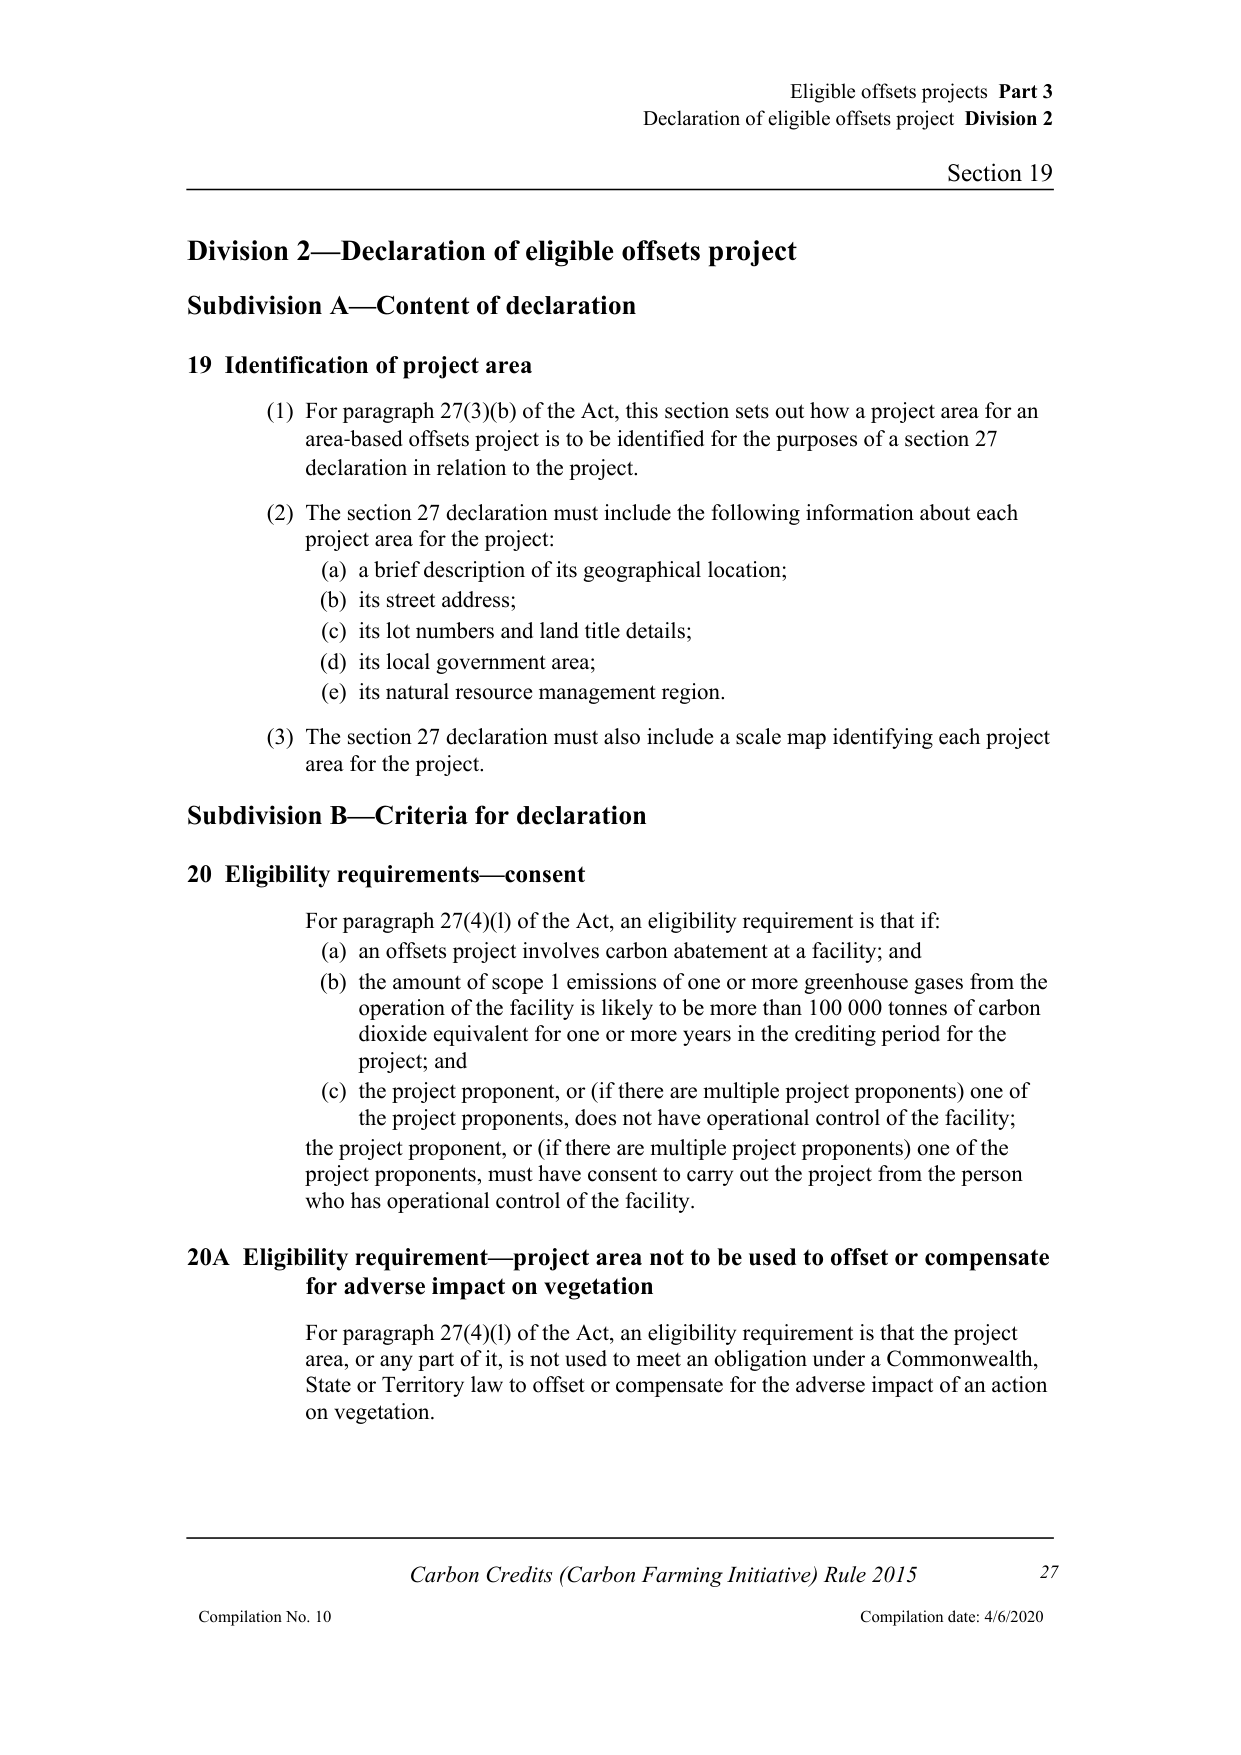 Eligible offsets projects  Part 3
Declaration of eligible offsets project  Division 2
Section 19
Division 2—Declaration of eligible offsets project
Subdivision A—Content of declaration
19  Identification of project area
(1) For paragraph 27(3)(b) of the Act, this section sets out how a project area for an
area-based offsets project is to be identified for the purposes of a section 27
declaration in relation to the project.
(2) The section 27 declaration must include the following information about each
project area for the project:
(a) a brief description of its geographical location;
(b) its street address;
(c) its lot numbers and land title details;
(d) its local government area;
(e) its natural resource management region.
(3) The section 27 declaration must also include a scale map identifying each project
area for the project.
Subdivision B—Criteria for declaration
20  Eligibility requirements—consent
For paragraph 27(4)(l) of the Act, an eligibility requirement is that if:
(a) an offsets project involves carbon abatement at a facility; and
(b) the amount of scope 1 emissions of one or more greenhouse gases from the
operation of the facility is likely to be more than 100 000 tonnes of carbon
dioxide equivalent for one or more years in the crediting period for the
project; and
(c) the project proponent, or (if there are multiple project proponents) one of
the project proponents, does not have operational control of the facility;
the project proponent, or (if there are multiple project proponents) one of the
project proponents, must have consent to carry out the project from the person
who has operational control of the facility.
20A  Eligibility requirement—project area not to be used to offset or compensate
for adverse impact on vegetation
For paragraph 27(4)(l) of the Act, an eligibility requirement is that the project
area, or any part of it, is not used to meet an obligation under a Commonwealth,
State or Territory law to offset or compensate for the adverse impact of an action
on vegetation.
Carbon Credits (Carbon Farming Initiative) Rule 2015
27
Compilation No. 10
Compilation date: 4/6/2020